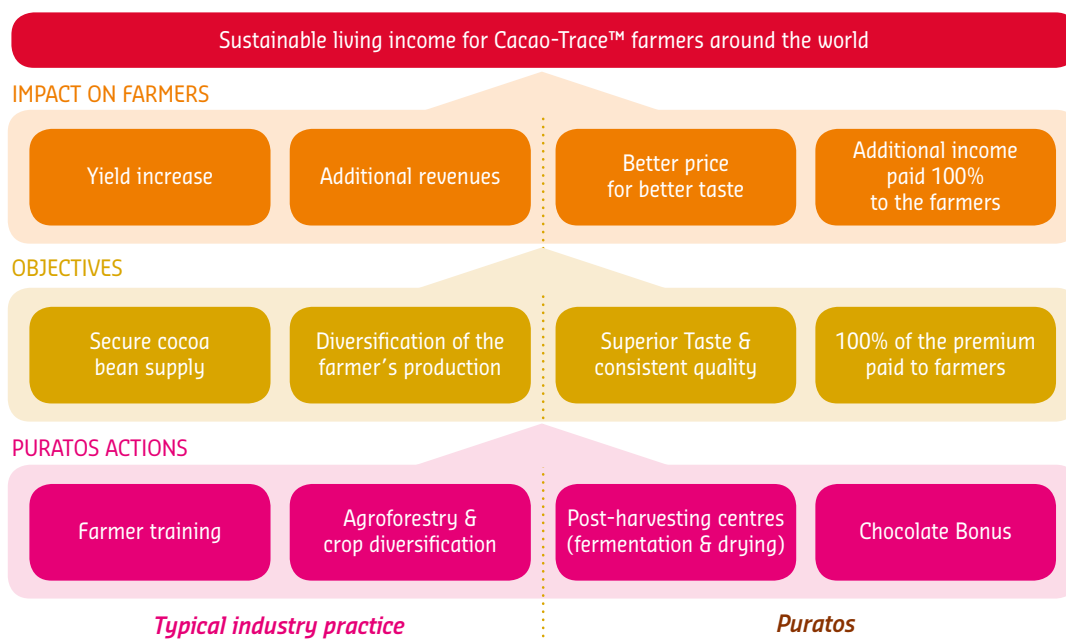 Sustainable living income for Cacao-Trace™ farmers around the world
IMPACT ON FARMERS
Yield increase
Additional revenues
Better price
for better taste
Additional income
paid 100%
to the farmers
OBJECTIVES
Secure cocoa
bean supply
Diversification of the
farmer's production
Superior Taste &
consistent quality
100% of the premium
paid to farmers
PURATOS ACTIONS
Farmer training
Agroforestry &
crop diversification
Post-harvesting centres
(fermentation & drying)
Chocolate Bonus
Typical industry practice
Puratos